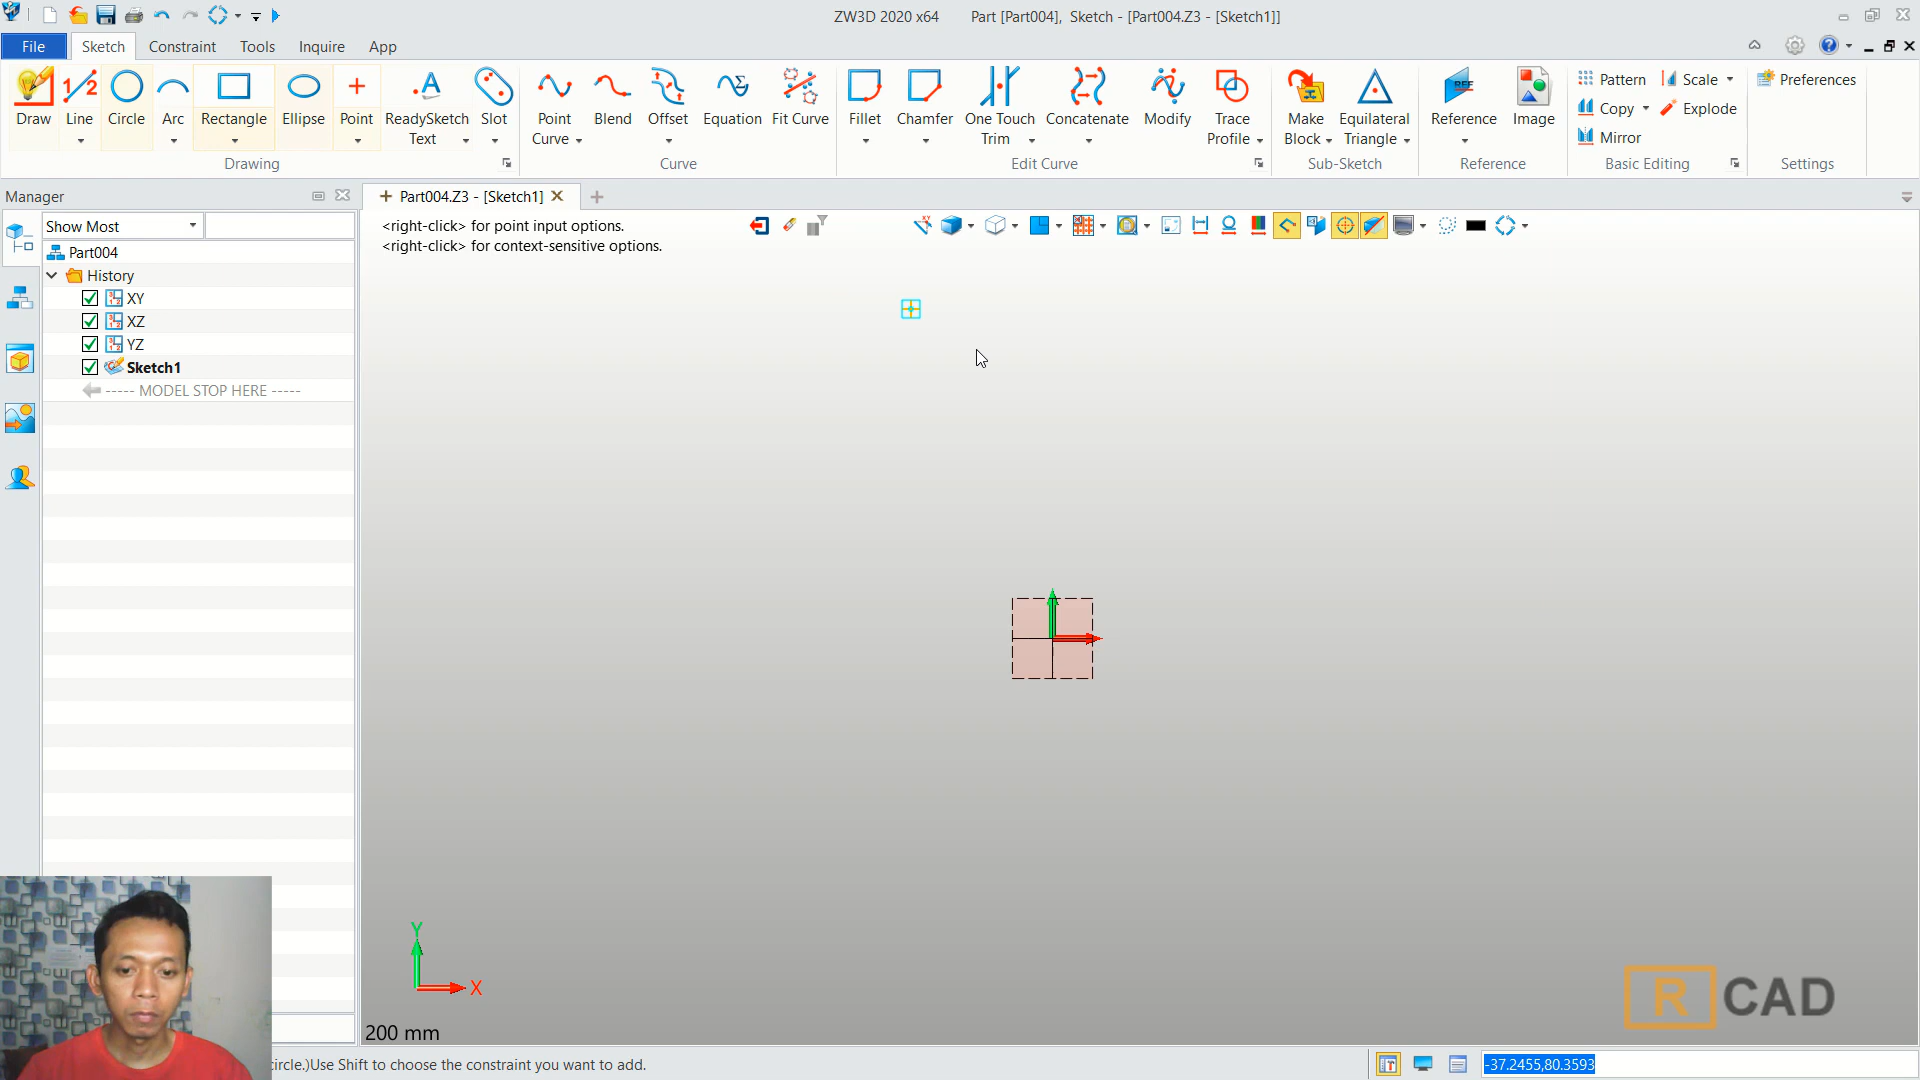 ZW3D 2020 x64 Part [Part004], Sketch - [Part004.Z3 - [Sketch1]]
File Sketch Constraint Tools Inquire App
Draw Line Circle Arc Rectangle Ellipse Point ReadySketch Text Slot
Drawing
Point Curve Blend Offset Equation Fit Curve
Curve
Fillet Chamfer One Touch Trim Concatenate Modify Trace Profile
Edit Curve
Make Block Equilateral Triangle
Sub-Sketch
Reference Image
Reference
Pattern Scale
Copy Explode
Mirror
Basic Editing
Preferences
Settings
Manager
Part004.Z3 - [Sketch1]
Show Most
Part004
History
XY
XZ
YZ
Sketch1
----- MODEL STOP HERE -----
<right-click> for point input options.
<right-click> for context-sensitive options.
Y
X
200 mm
R CAD
circle.)Use Shift to choose the constraint you want to add.
-37.2455,80.3593